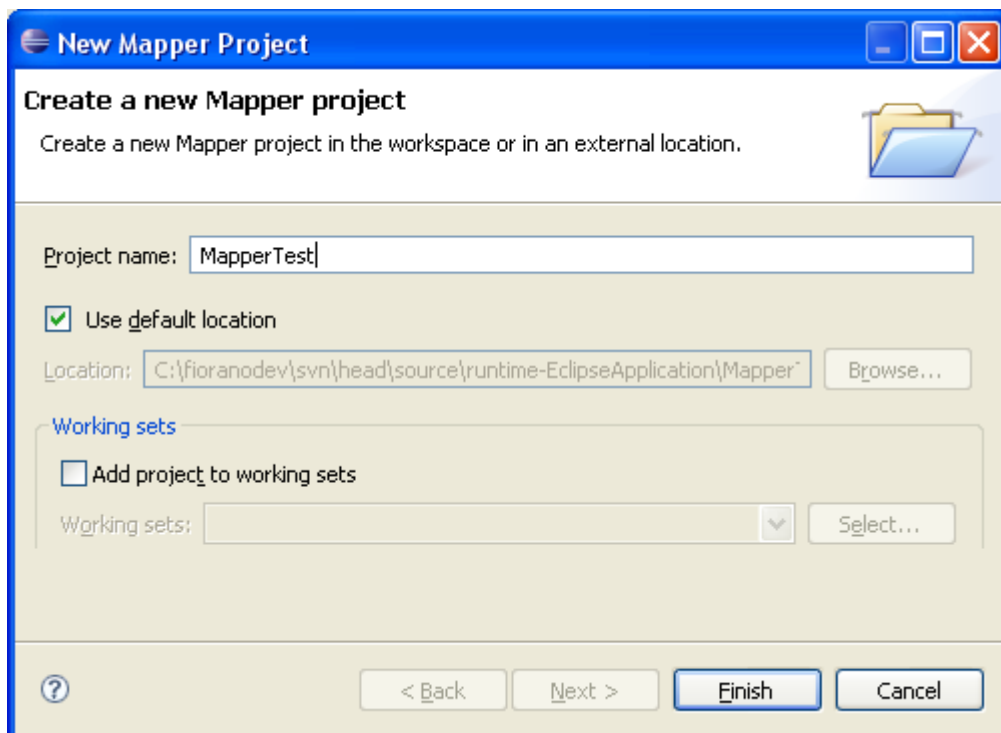 New Mapper Project
Create a new Mapper project
Create a new Mapper project in the workspace or in an external location.
Project name: MapperTest
Use default location
Location: C:\fioranodev\svn\head\source\runtime-EclipseApplication\Mapper Browse...
Working sets
Add project to working sets
Working sets: Select...
? < Back Next > Finish Cancel